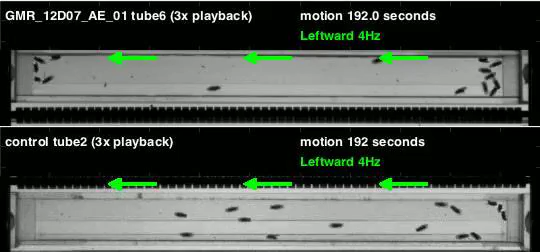 GMR_12D07_AE_01 tube6 (3x playback)
motion 192.0 seconds
Leftward 4Hz
control tube2 (3x playback)
motion 192 seconds
Leftward 4Hz